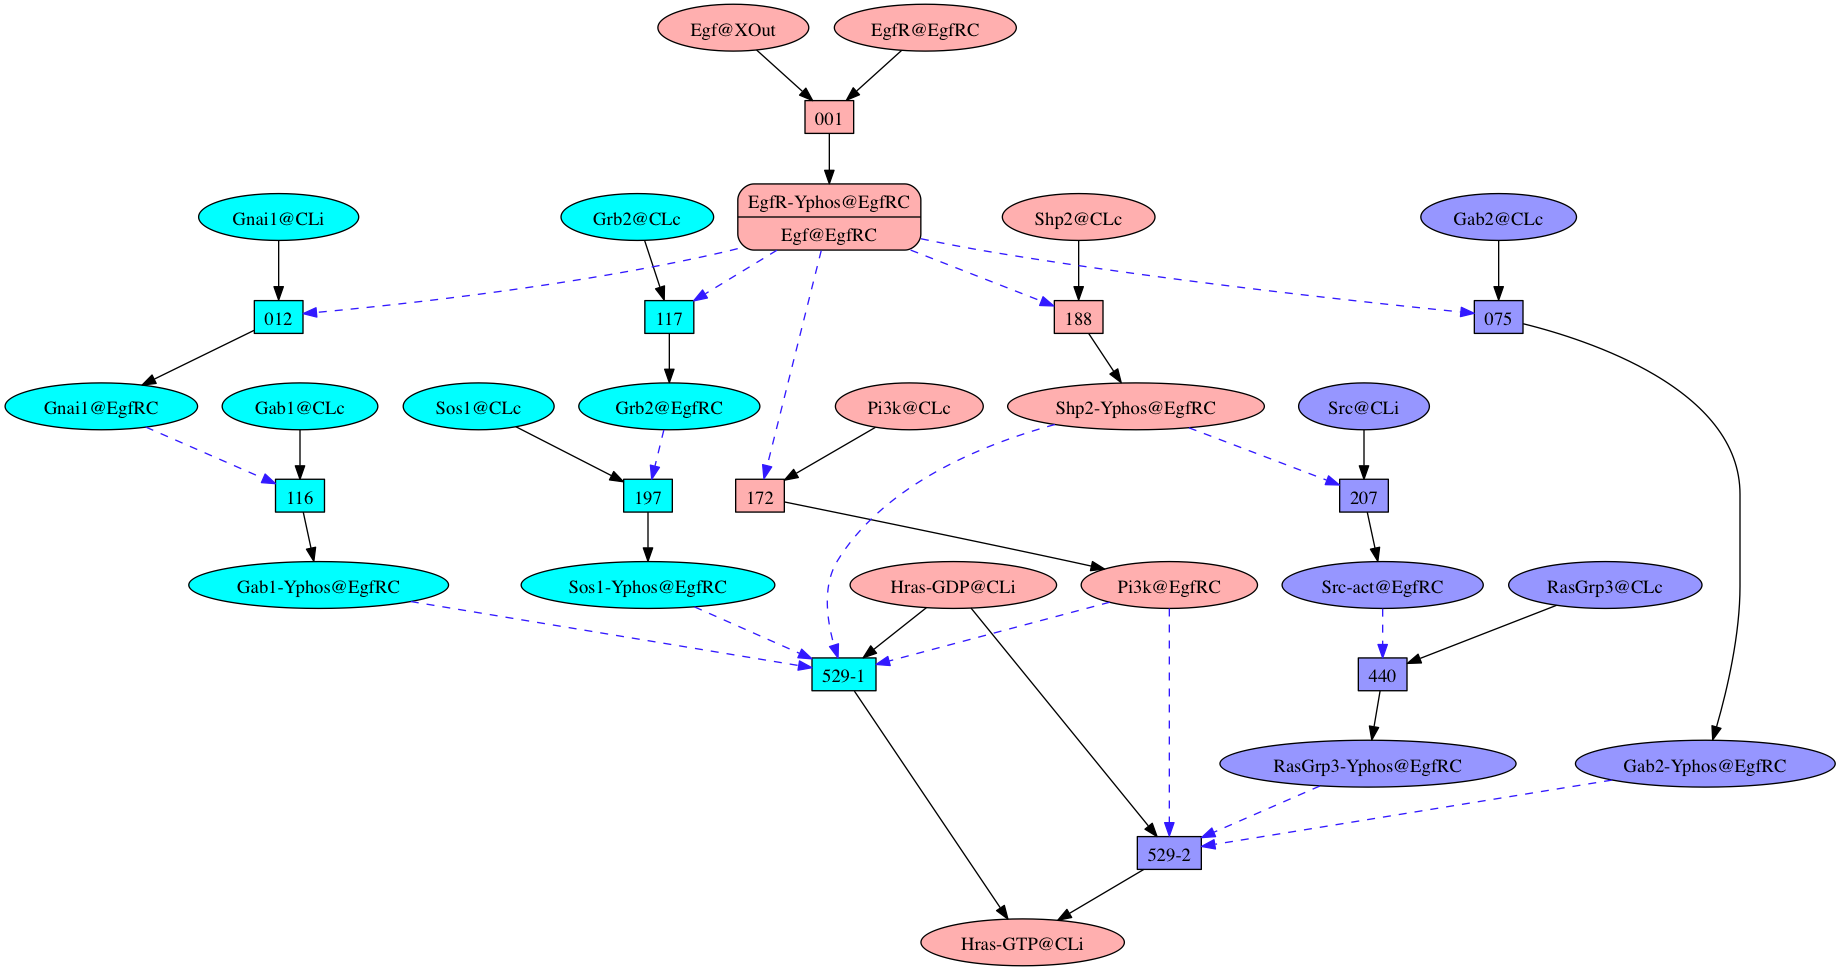 Egf@XOut
EgfR@EgfRC
001
Gnai1@CLi
Grb2@CLc
EgfR-Yphos@EgfRC
Egf@EgfRC
Shp2@CLc
Gab2@CLc
012
117
188
075
Gnai1@EgfRC
Gab1@CLc
Sos1@CLc
Grb2@EgfRC
Pi3k@CLc
Shp2-Yphos@EgfRC
Src@CLi
116
197
172
207
Gab1-Yphos@EgfRC
Sos1-Yphos@EgfRC
Hras-GDP@CLi
Pi3k@EgfRC
Src-act@EgfRC
RasGrp3@CLc
529-1
440
RasGrp3-Yphos@EgfRC
Gab2-Yphos@EgfRC
529-2
Hras-GTP@CLi